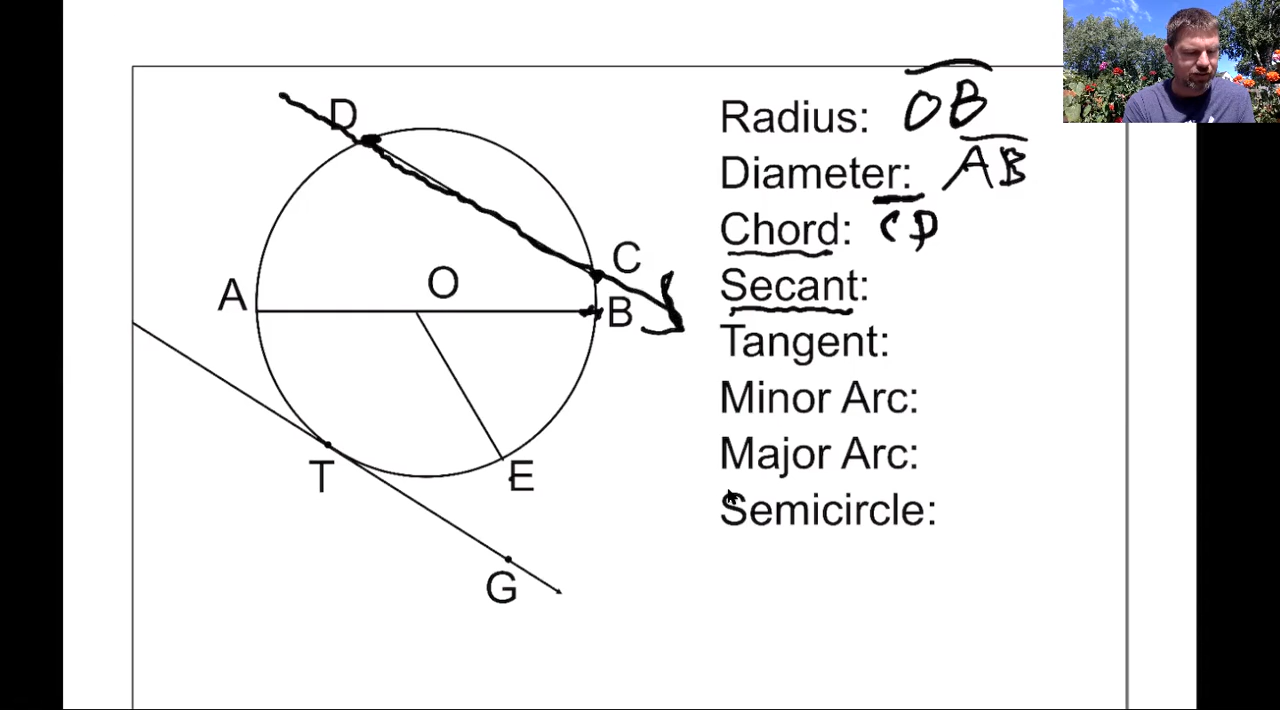 Radius: OB
Diameter: AB
Chord: CD
Secant:
Tangent:
Minor Arc:
Major Arc:
Semicircle:
D
C
O
A
B
T
E
G